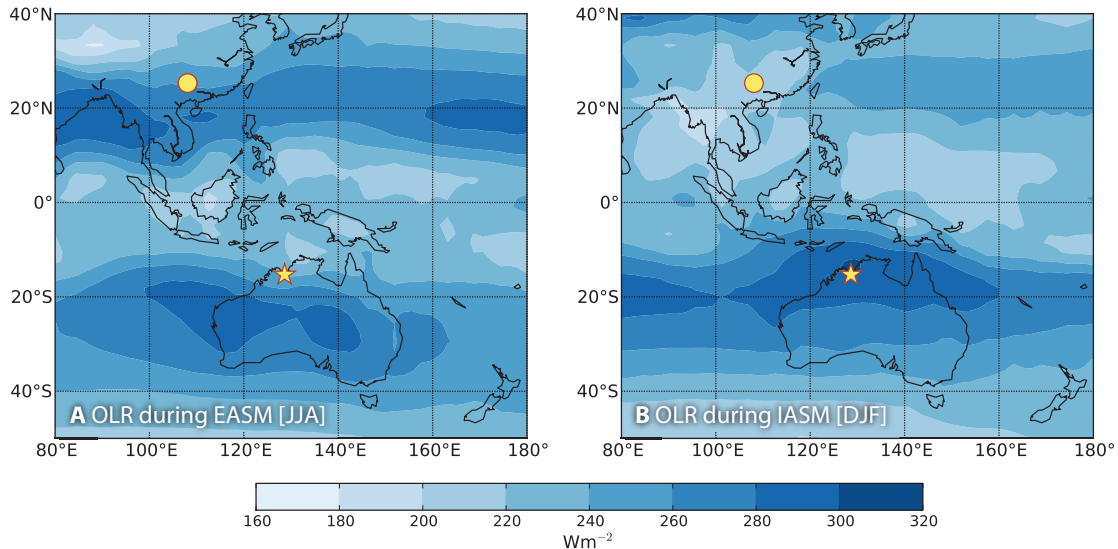 40°N
20°N
0°
20°S
40°S
A OLR during EASM [JJA]
80°E 100°E 120°E 140°E 160°E 180°
40°N
20°N
0°
20°S
40°S
B OLR during IASM [DJF]
80°E 100°E 120°E 140°E 160°E 180°
160 180 200 220 240 260 280 300 320
Wm⁻²